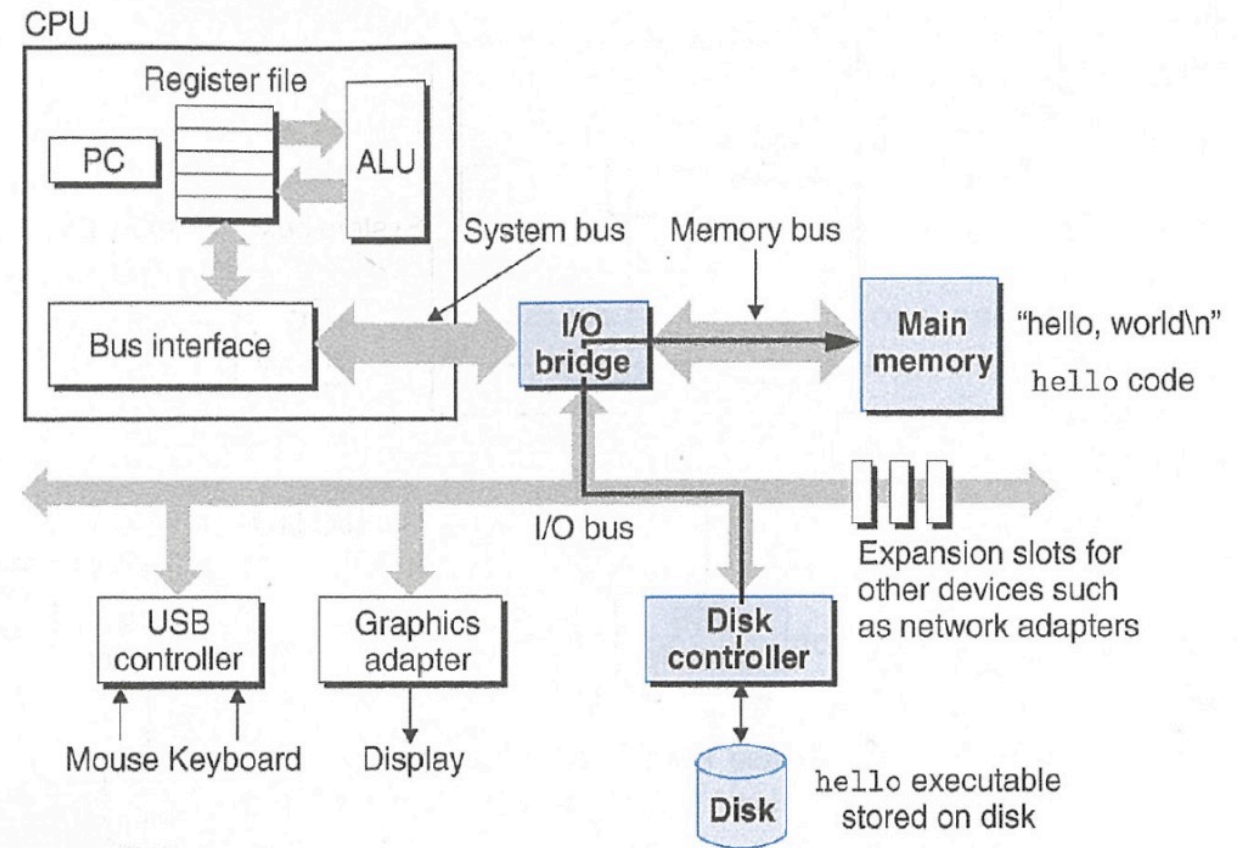 CPU
Register file
PC
ALU
System bus
Memory bus
Bus interface
I/O
bridge
Main
memory
"hello, world\n"
hello code
I/O bus
Expansion slots for
other devices such
as network adapters
USB
controller
Graphics
adapter
Disk
controller
Mouse Keyboard
Display
Disk
hello executable
stored on disk